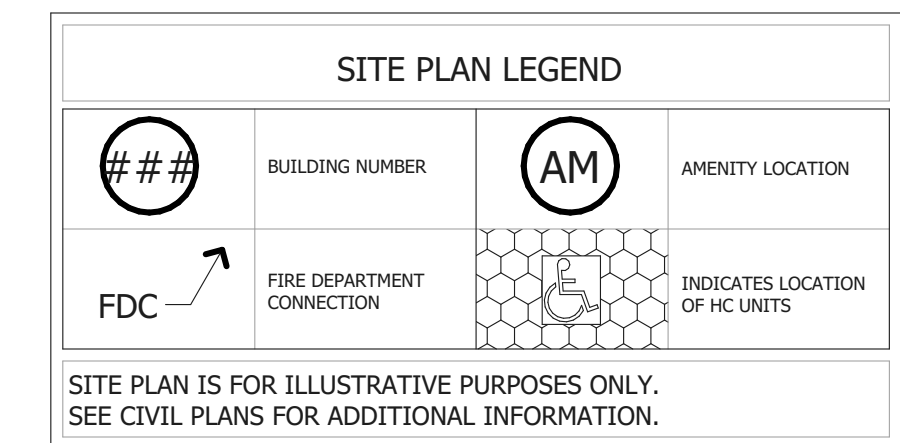 SITE PLAN LEGEND
###
BUILDING NUMBER
AM
AMENITY LOCATION
FDC
FIRE DEPARTMENT
CONNECTION
INDICATES LOCATION
OF HC UNITS
SITE PLAN IS FOR ILLUSTRATIVE PURPOSES ONLY.
SEE CIVIL PLANS FOR ADDITIONAL INFORMATION.